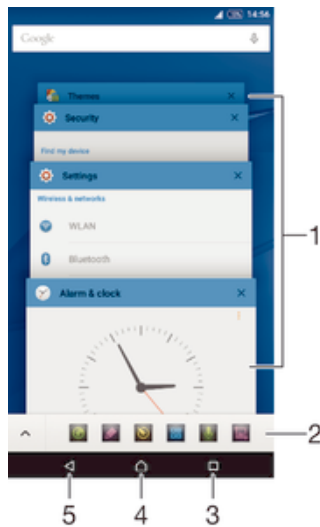 14:56
Google
Themes
Security
Find my device
Settings
Wireless & networks
WLAN
Bluetooth
Alarm & clock
1
2
5
4
3